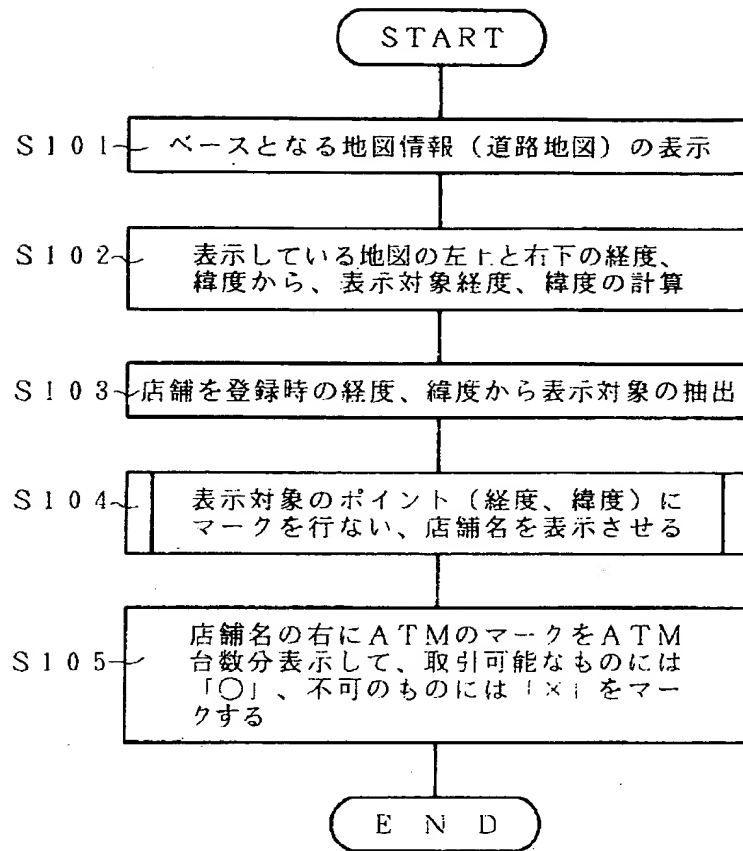 START
S101 ベースとなる地図情報（道路地図）の表示
S102 表示している地図の左上と右下の経度、
緯度から、表示対象経度、緯度の計算
S103 店舗を登録時の経度、緯度から表示対象の抽出
S104 表示対象のポイント（経度、緯度）に
マークを行ない、店舗名を表示させる
店舗名の右にＡＴＭのマークをＡＴＭ
S105 台数分表示して、取引可能なものには
「〇」、不可のものには「×」をマー
クする
END